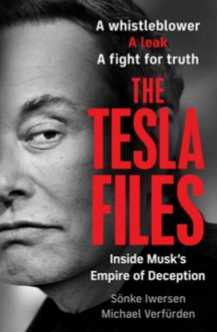 A whistleblower
A leak
A fight for truth
THE
TESLA
FILES
Inside Musk's
Empire of Deception
Sönke Iwersen
Michael Verfürden